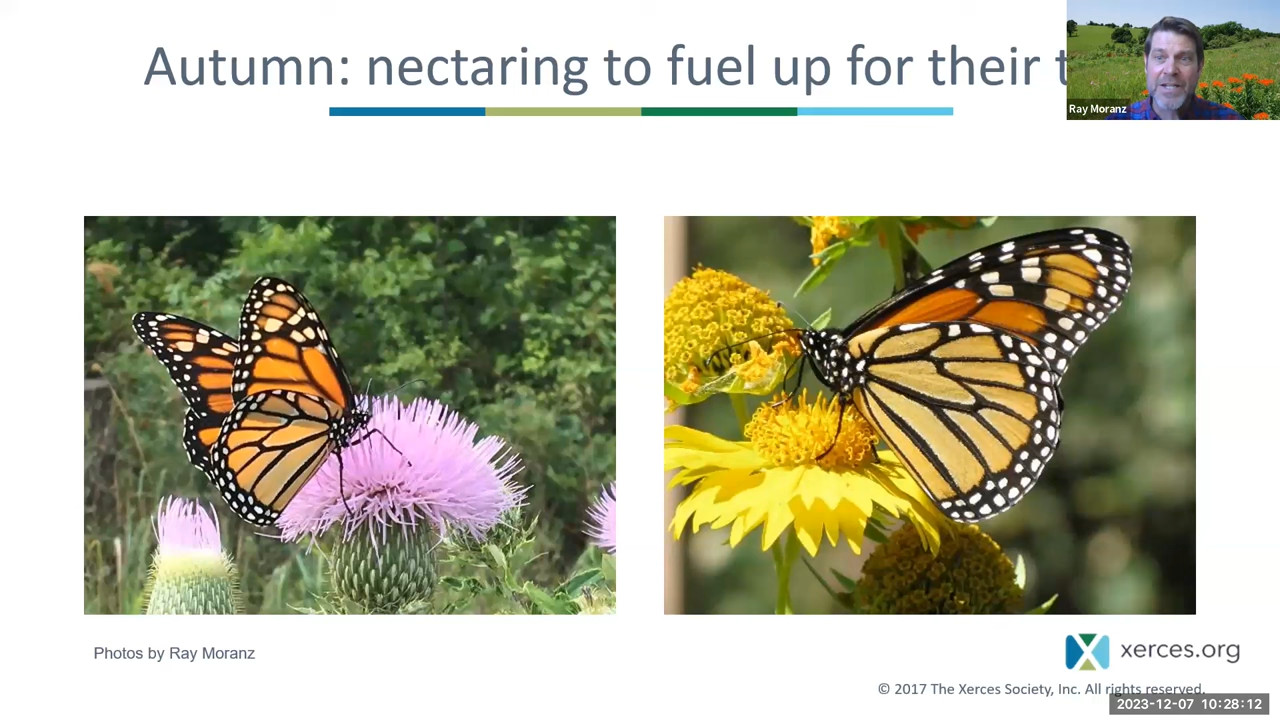 Autumn: nectaring to fuel up for their t
Ray Moranz
Photos by Ray Moranz
xerces.org
© 2017 The Xerces Society, Inc. All rights reserved.
2023-12-07 10:28:12